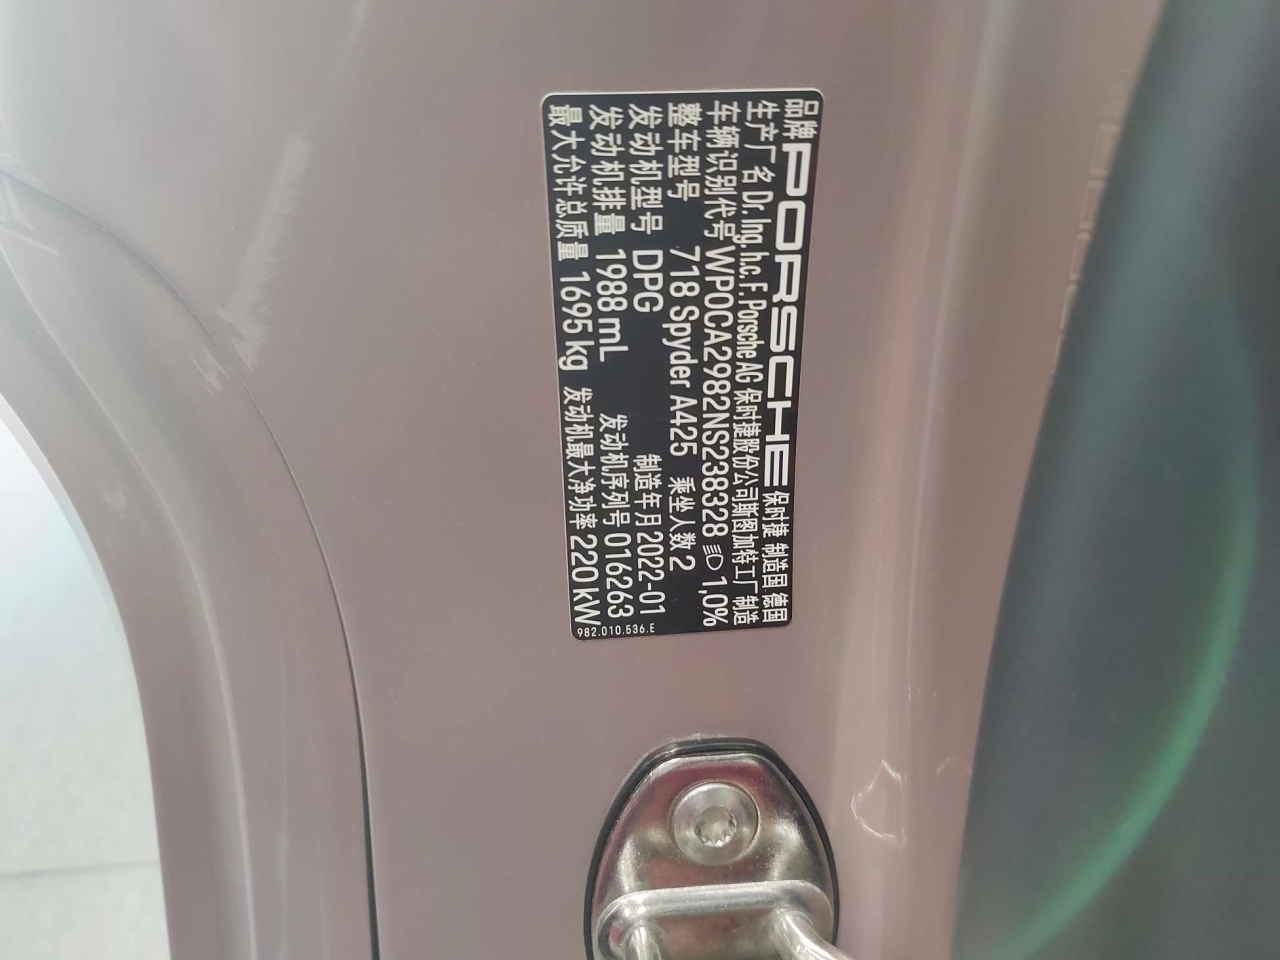 品牌 PORSCHE 保时捷 制造国 德国
生产厂名 Dr. Ing. h.c. F. Porsche AG 保时捷股份公司斯图加特工厂制造
车辆识别代号 WP0CA2982NS238328 1,0%
整车型号 718 Spyder A425 乘坐人数 2
发动机型号 DPG 制造年月 2022-01
发动机排量 1988 mL 发动机序列号 016263
最大允许总质量 1695 kg 发动机最大净功率 220 kW
982.010.536.E